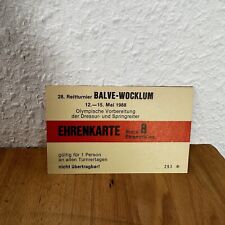 28. Reitturnier BALVE-WOCKLUM
12.—15. Mai 1988
Olympische Vorbereitung
der Dressur- und Springreiter
EHRENKARTE Block B
gültig für 1 Person
an allen Turniertagen
nicht übertragbar!